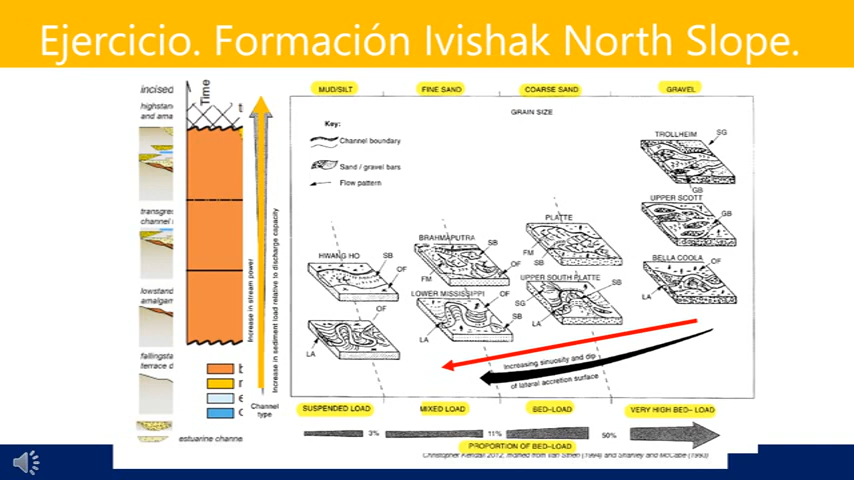 Ejercicio. Formación Ivishak North Slope.
incised
highstan
and ama
transgre
channel
lowstand
amalgam
fallingsta
terrace d
estuarine channe
Time
Increase in stream power
Increase in sediment load relative to discharge capacity
Channel
type
MUD/SILT
FINE SAND
COARSE SAND
GRAVEL
GRAIN SIZE
Key:
Channel boundary
Sand / gravel bars
Flow pattern
TROLLHEIM
SG
GB
UPPER SCOTT
GB
BELLA COOLA
OF
LA
PLATTE
FM
SB
UPPER SOUTH PLATTE
SB
SG
LA
BRAHMAPUTRA
SB
OF
FM
LOWER MISSISSIPPI
OF
SB
LA
HWANG HO
SB
OF
OF
LA
Increasing sinuosity and dip
of lateral accretion surface
SUSPENDED LOAD
MIXED LOAD
BED-LOAD
VERY HIGH BED-LOAD
3%
11%
50%
PROPORTION OF BED-LOAD
Christopher Kendall 2012, modified from Van Strien (1984) and Shanley and McCabe (1993)